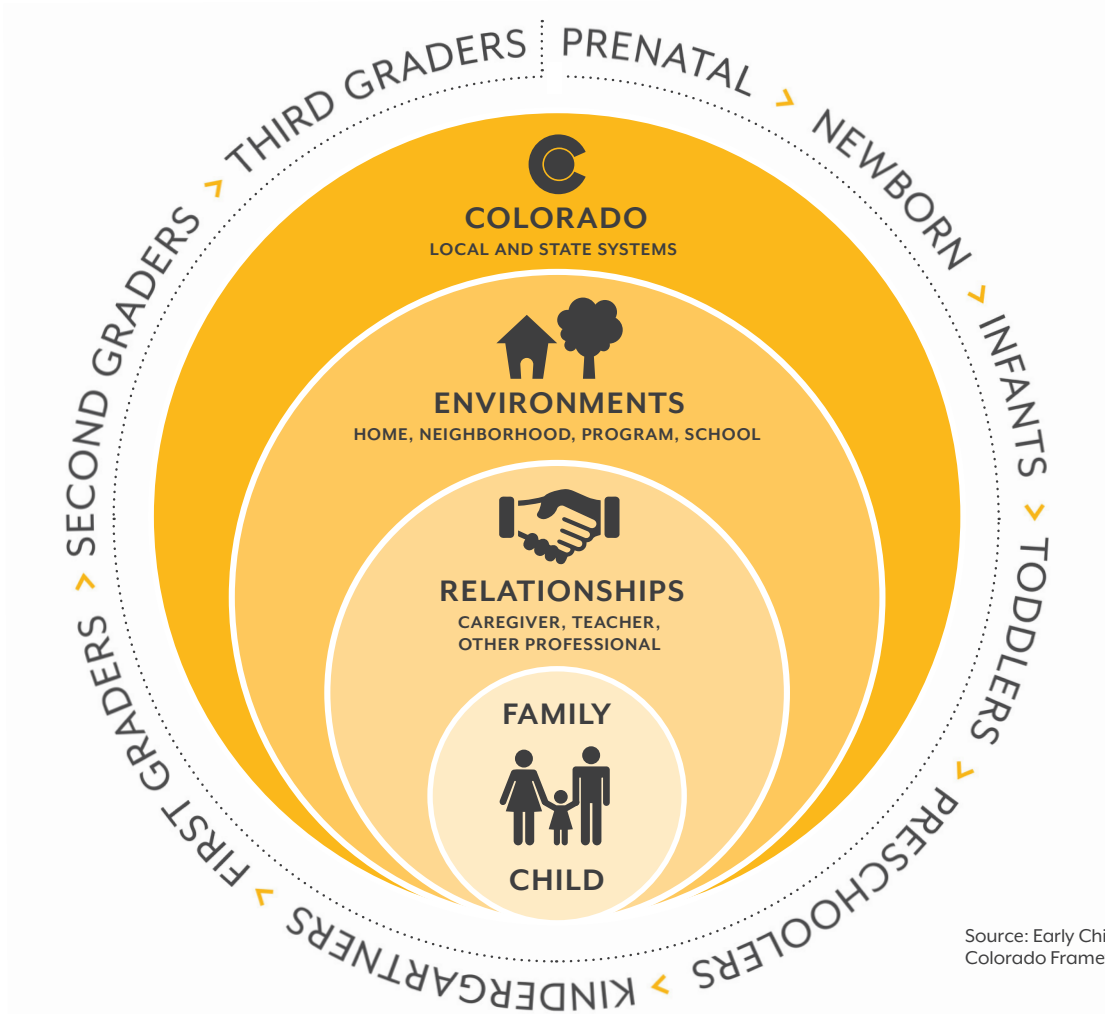 PRENATAL > NEWBORN > INFANTS > TODDLERS > PRESCHOOLERS > KINDERGARTNERS > FIRST GRADERS > SECOND GRADERS > THIRD GRADERS
COLORADO
LOCAL AND STATE SYSTEMS
ENVIRONMENTS
HOME, NEIGHBORHOOD, PROGRAM, SCHOOL
RELATIONSHIPS
CAREGIVER, TEACHER,
OTHER PROFESSIONAL
FAMILY
CHILD
Source: Early Chi
Colorado Frame